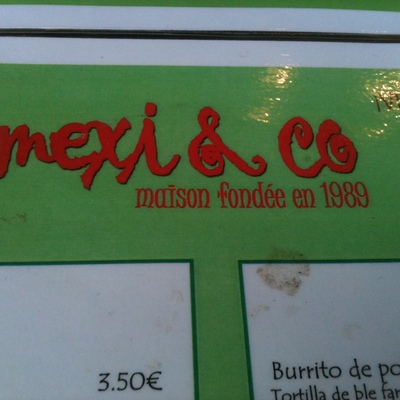 mexi & co
maison fondée en 1989
3.50€
Burrito de po
Tortilla de ble far